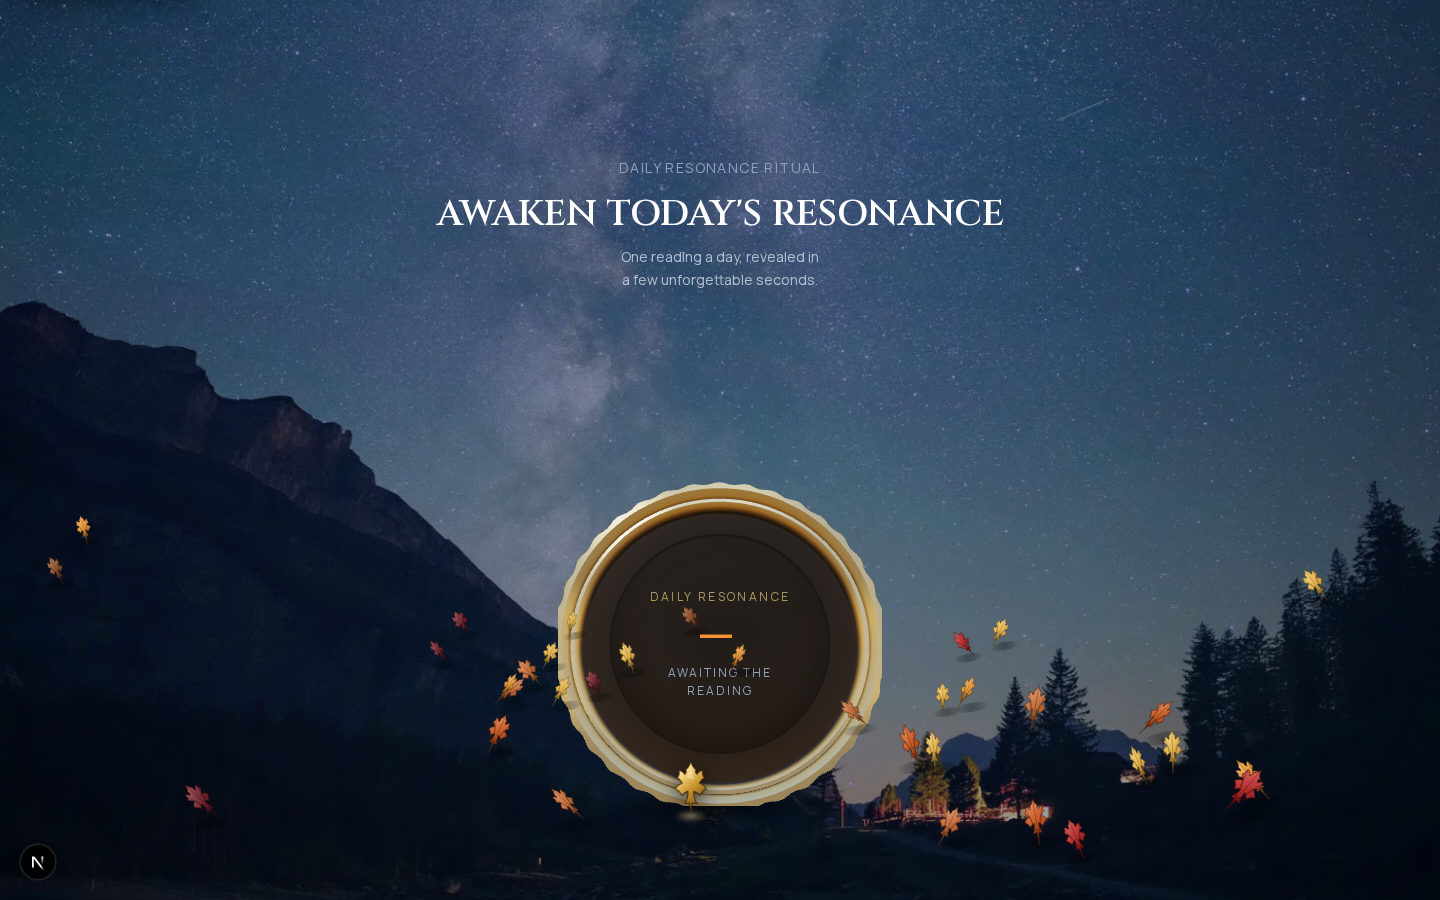 DAILY RESONANCE RITUAL
AWAKEN TODAY'S RESONANCE
One reading a day, revealed in
a few unforgettable seconds.
DAILY RESONANCE
AWAITING THE
READING
N